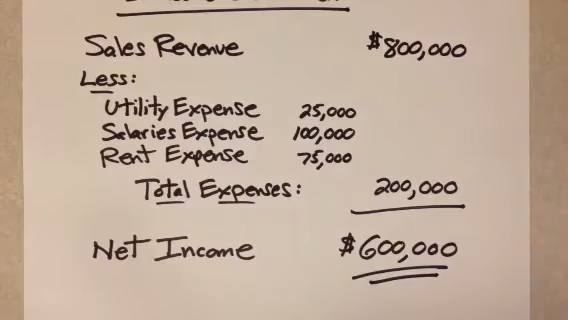 Sales Revenue $800,000
Less:
Utility Expense 25,000
Salaries Expense 100,000
Rent Expense 75,000
Total Expenses: 200,000
Net Income $600,000